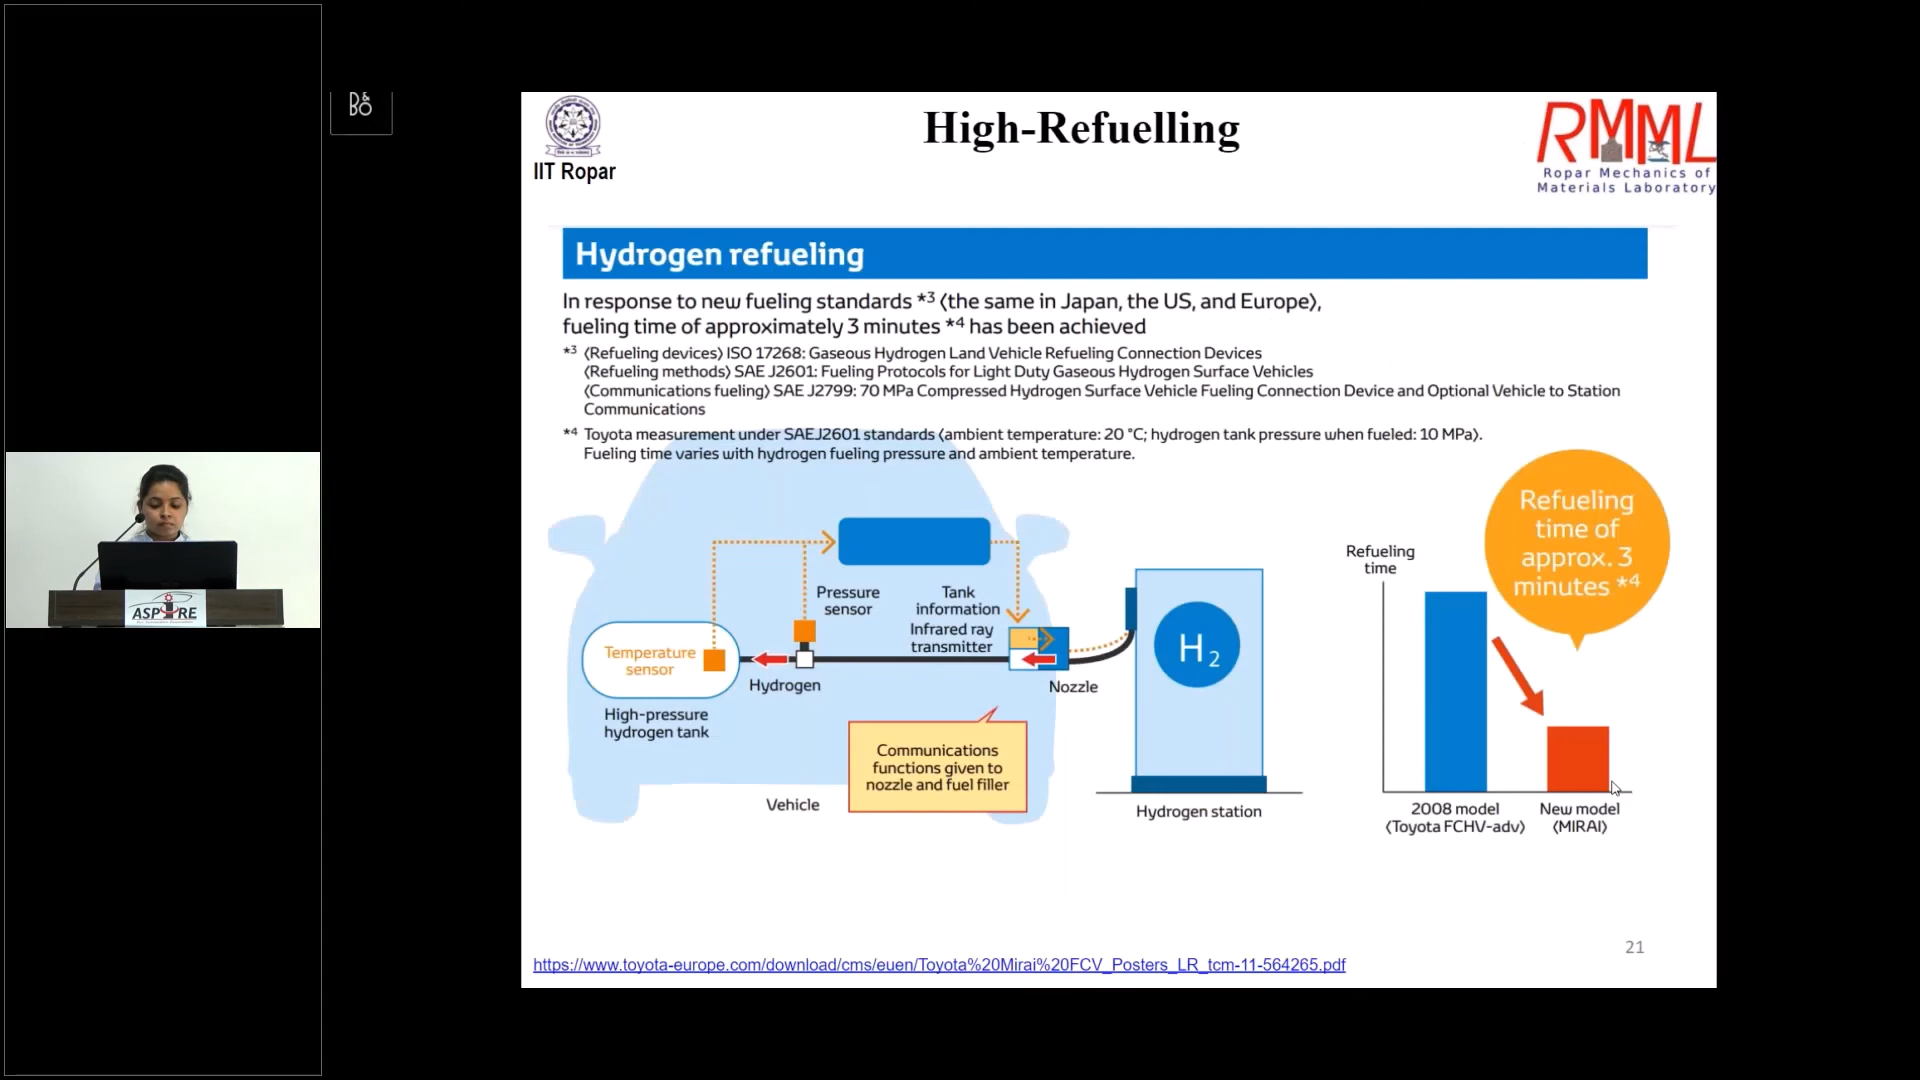 B&O
IIT Ropar
High-Refuelling
RMML
Ropar Mechanics of
Materials Laboratory
Hydrogen refueling
In response to new fueling standards *3 (the same in Japan, the US, and Europe),
fueling time of approximately 3 minutes *4 has been achieved
*3 (Refueling devices) ISO 17268: Gaseous Hydrogen Land Vehicle Refueling Connection Devices
(Refueling methods) SAE J2601: Fueling Protocols for Light Duty Gaseous Hydrogen Surface Vehicles
(Communications fueling) SAE J2799: 70 MPa Compressed Hydrogen Surface Vehicle Fueling Connection Device and Optional Vehicle to Station
Communications
*4 Toyota measurement under SAEJ2601 standards (ambient temperature: 20 °C; hydrogen tank pressure when fueled: 10 MPa).
Fueling time varies with hydrogen fueling pressure and ambient temperature.
Temperature
sensor
High-pressure
hydrogen tank
Hydrogen
Pressure
sensor
Tank
information
Infrared ray
transmitter
Nozzle
Communications
functions given to
nozzle and fuel filler
Vehicle
H2
Hydrogen station
Refueling
time
Refueling
time of
approx. 3
minutes *4
2008 model
(Toyota FCHV-adv)
New model
(MIRAI)
21
https://www.toyota-europe.com/download/cms/euen/Toyota%20Mirai%20FCV_Posters_LR_tcm-11-564265.pdf
ASPIRE